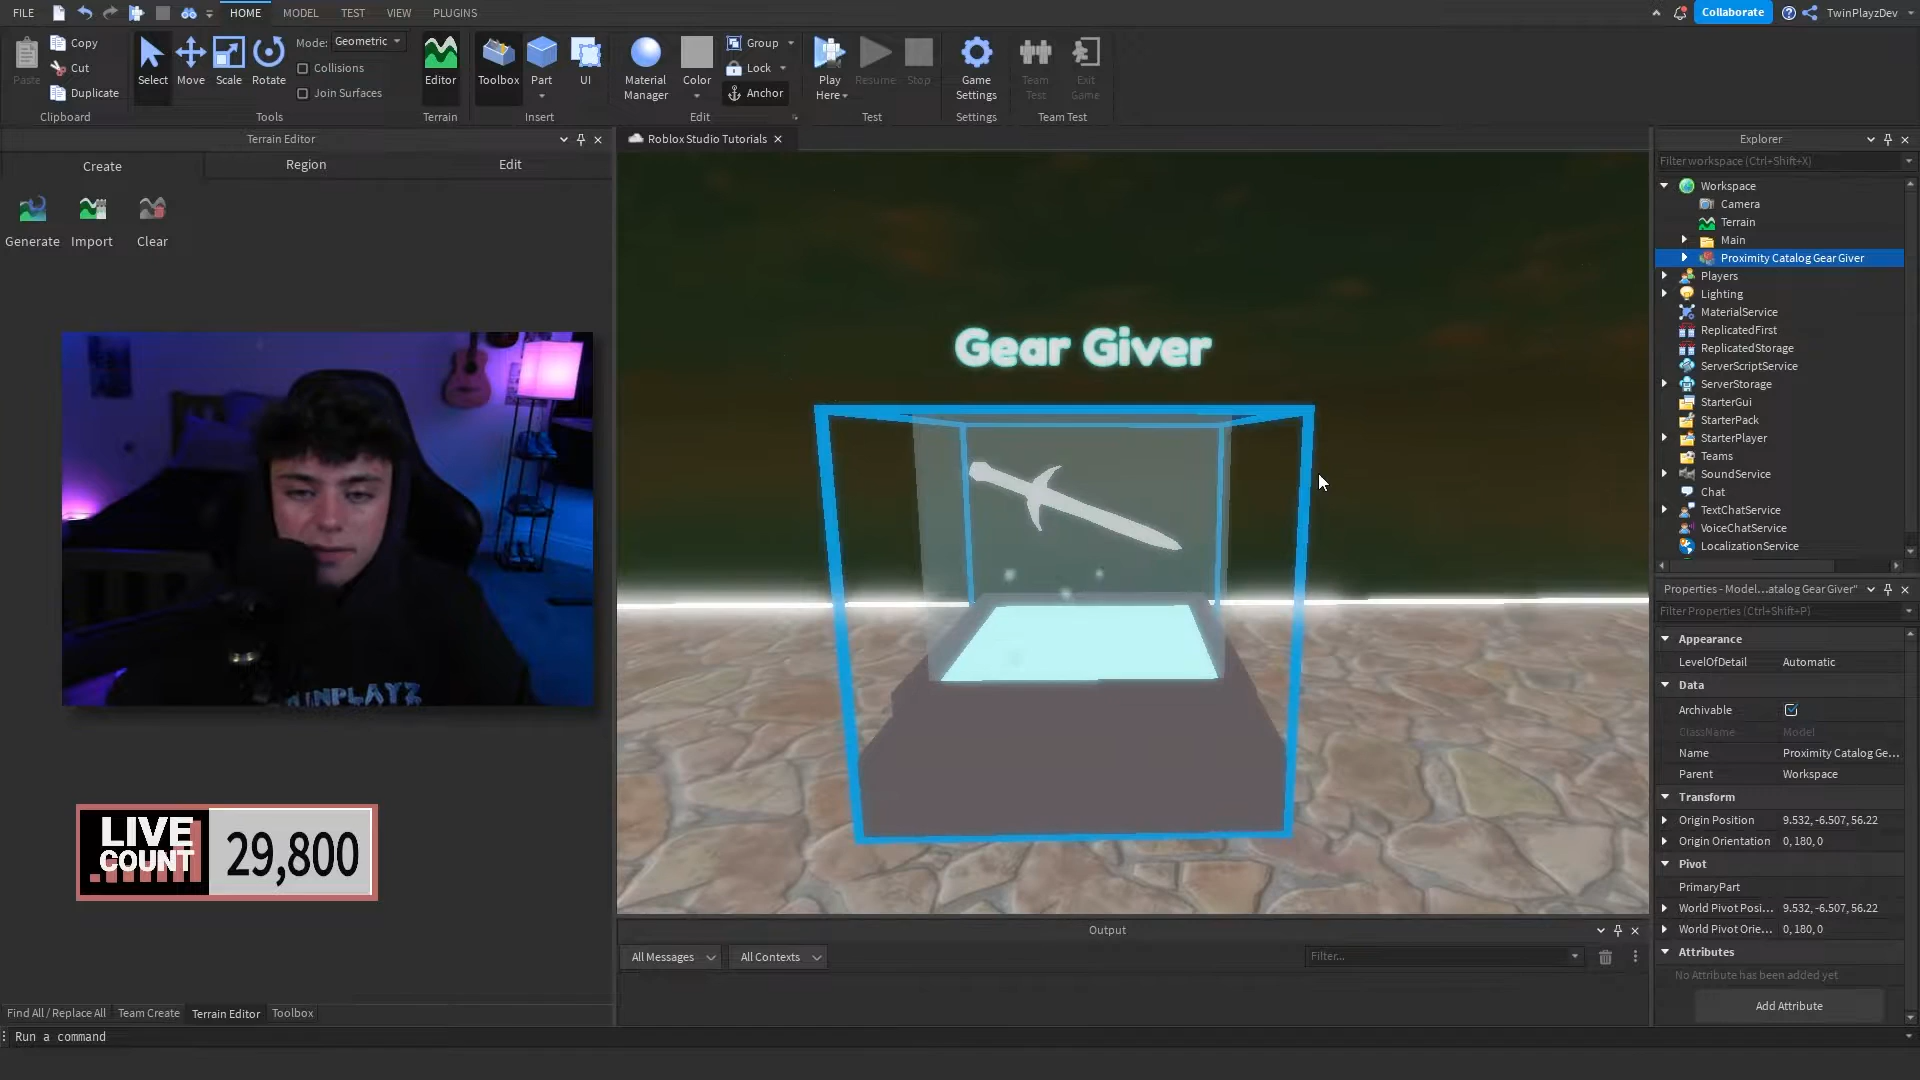 FILE
HOME MODEL TEST VIEW PLUGINS
Collaborate
TwinPlayzDev
Paste
Copy
Cut
Duplicate
Clipboard
Select
Move
Scale
Rotate
Mode: Geometric
Collisions
Join Surfaces
Tools
Editor
Terrain
Toolbox
Part
UI
Insert
Material
Manager
Color
Group
Lock
Anchor
Edit
Play
Here
Resume
Stop
Test
Game
Settings
Settings
Team
Test
Exit
Game
Team Test
Terrain Editor
Create
Region
Edit
Generate
Import
Clear
LIVE
COUNT
29,800
Find All / Replace All
Team Create
Terrain Editor
Toolbox
Run a command
Roblox Studio Tutorials
Gear Giver
Output
All Messages
All Contexts
Filter...
Explorer
Filter workspace (Ctrl+Shift+X)
Workspace
Camera
Terrain
Main
Proximity Catalog Gear Giver
Players
Lighting
MaterialService
ReplicatedFirst
ReplicatedStorage
ServerScriptService
ServerStorage
StarterGui
StarterPack
StarterPlayer
Teams
SoundService
Chat
TextChatService
VoiceChatService
LocalizationService
Properties - Model...atalog Gear Giver"
Filter Properties (Ctrl+Shift+P)
Appearance
LevelOfDetail Automatic
Data
Archivable
ClassName Model
Name Proximity Catalog Ge...
Parent Workspace
Transform
Origin Position 9.532, -6.507, 56.22
Origin Orientation 0, 180, 0
Pivot
PrimaryPart
World Pivot Posi... 9.532, -6.507, 56.22
World Pivot Orie... 0, 180, 0
Attributes
No Attribute has been added yet
Add Attribute